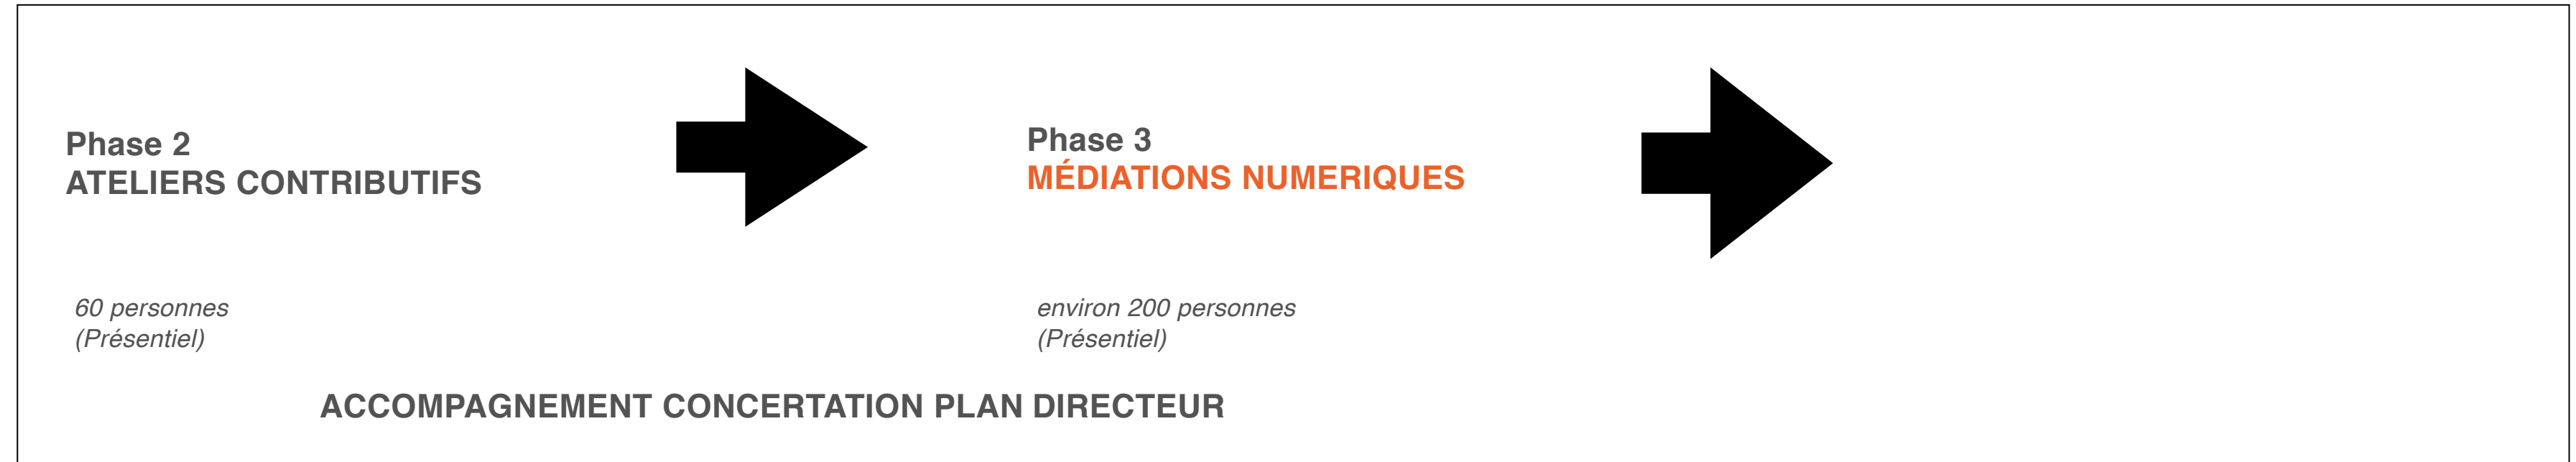 Phase 2
ATELIERS CONTRIBUTIFS
60 personnes
(Présentiel)
Phase 3
MÉDIATIONS NUMERIQUES
environ 200 personnes
(Présentiel)
ACCOMPAGNEMENT CONCERTATION PLAN DIRECTEUR